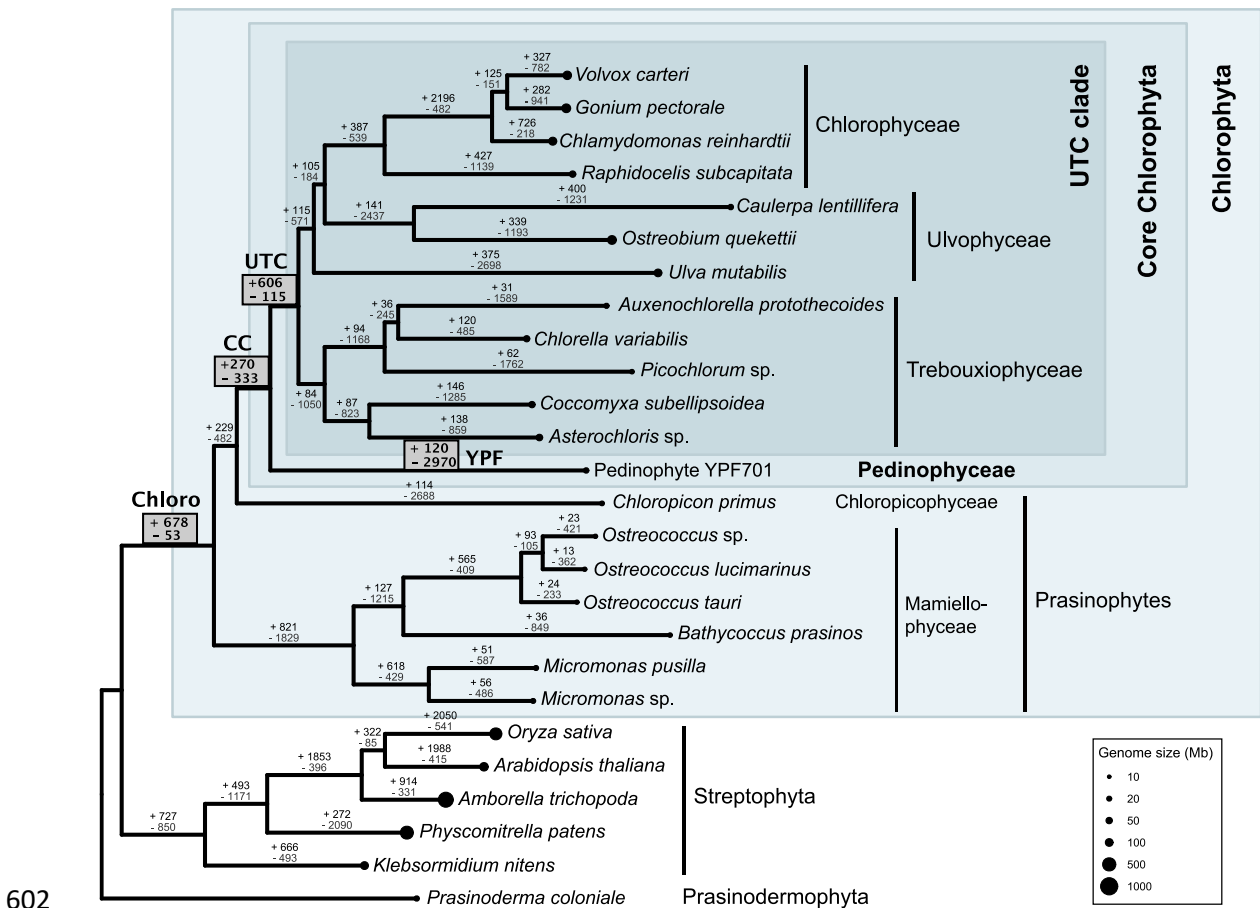 + 327
- 782
Volvox carteri
+ 125
- 151
+ 282
- 941
Gonium pectorale
+ 2196
- 482
+ 726
- 218
Chlamydomonas reinhardtii
Chlorophyceae
+ 387
- 539
+ 427
- 1139
Raphidocelis subcapitata
+ 105
- 184
+ 400
- 1231
Caulerpa lentillifera
+ 141
- 2437
+ 339
- 1193
Ostreobium quekettii
Ulvophyceae
+ 115
- 571
+ 375
- 2698
Ulva mutabilis
UTC
+606
- 115
+ 31
- 1589
Auxenochlorella protothecoides
+ 36
- 245
+ 120
- 485
Chlorella variabilis
+ 94
- 1168
+ 62
- 1762
Picochlorum sp.
Trebouxiophyceae
CC
+270
- 333
+ 84
- 1050
+ 146
- 1285
Coccomyxa subellipsoidea
+ 87
- 823
+ 138
- 859
Asterochloris sp.
+ 120
- 2970
YPF
Pedinophyte YPF701
Pedinophyceae
+ 229
- 482
+ 114
- 2688
Chloropicon primus
Chloropicophyceae
Chloro
+ 678
- 53
+ 23
- 421
Ostreococcus sp.
+ 93
- 105
+ 13
- 362
Ostreococcus lucimarinus
+ 565
- 409
+ 24
- 233
Ostreococcus tauri
+ 127
- 1215
+ 36
- 849
Bathycoccus prasinos
Mamiello-
phyceae
Prasinophytes
+ 821
- 1829
+ 51
- 587
Micromonas pusilla
+ 618
- 429
+ 56
- 486
Micromonas sp.
UTC clade
Core Chlorophyta
Chlorophyta
+ 2050
- 541
Oryza sativa
+ 322
- 85
+ 1988
- 415
Arabidopsis thaliana
+ 1853
- 396
+ 914
- 331
Amborella trichopoda
Streptophyta
+ 493
- 1171
+ 272
- 2090
Physcomitrella patens
+ 727
- 850
+ 666
- 493
Klebsormidium nitens
Prasinoderma coloniale
Prasinodermophyta
Genome size (Mb)
10
20
50
100
500
1000
602